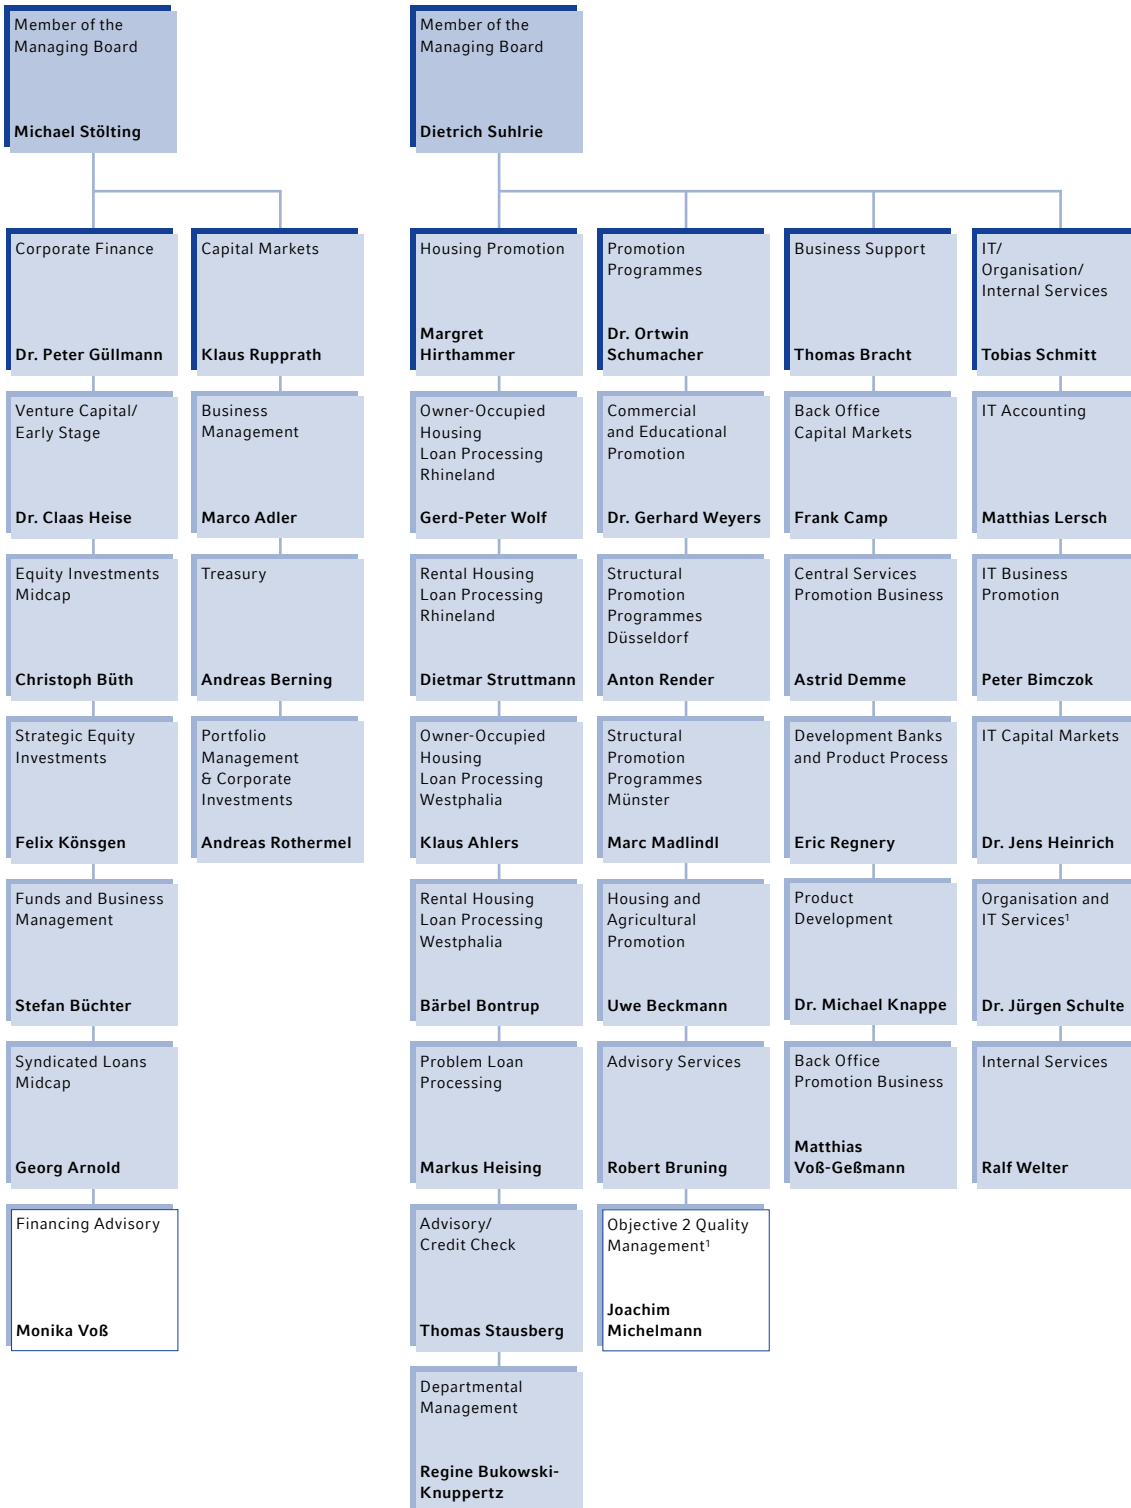 Member of the
Managing Board
Michael Stölting
Member of the
Managing Board
Dietrich Suhlrie
Corporate Finance
Dr. Peter Güllmann
Capital Markets
Klaus Rupprath
Housing Promotion
Margret
Hirthammer
Promotion
Programmes
Dr. Ortwin
Schumacher
Business Support
Thomas Bracht
IT/
Organisation/
Internal Services
Tobias Schmitt
Venture Capital/
Early Stage
Dr. Claas Heise
Business
Management
Marco Adler
Owner-Occupied
Housing
Loan Processing
Rhineland
Gerd-Peter Wolf
Commercial
and Educational
Promotion
Dr. Gerhard Weyers
Back Office
Capital Markets
Frank Camp
IT Accounting
Matthias Lersch
Equity Investments
Midcap
Christoph Büth
Treasury
Andreas Berning
Rental Housing
Loan Processing
Rhineland
Dietmar Struttmann
Structural
Promotion
Programmes
Düsseldorf
Anton Render
Central Services
Promotion Business
Astrid Demme
IT Business
Promotion
Peter Bimczok
Strategic Equity
Investments
Felix Könsgen
Portfolio
Management
& Corporate
Investments
Andreas Rothermel
Owner-Occupied
Housing
Loan Processing
Westphalia
Klaus Ahlers
Structural
Promotion
Programmes
Münster
Marc Madlindl
Development Banks
and Product Process
Eric Regnery
IT Capital Markets
Dr. Jens Heinrich
Funds and Business
Management
Stefan Büchter
Rental Housing
Loan Processing
Westphalia
Bärbel Bontrup
Housing and
Agricultural
Promotion
Uwe Beckmann
Product
Development
Dr. Michael Knappe
Organisation and
IT Services¹
Dr. Jürgen Schulte
Syndicated Loans
Midcap
Georg Arnold
Problem Loan
Processing
Markus Heising
Advisory Services
Robert Bruning
Back Office
Promotion Business
Matthias
Voß-Geßmann
Internal Services
Ralf Welter
Financing Advisory
Monika Voß
Advisory/
Credit Check
Thomas Stausberg
Objective 2 Quality
Management¹
Joachim
Michelmann
Departmental
Management
Regine Bukowski-
Knuppertz